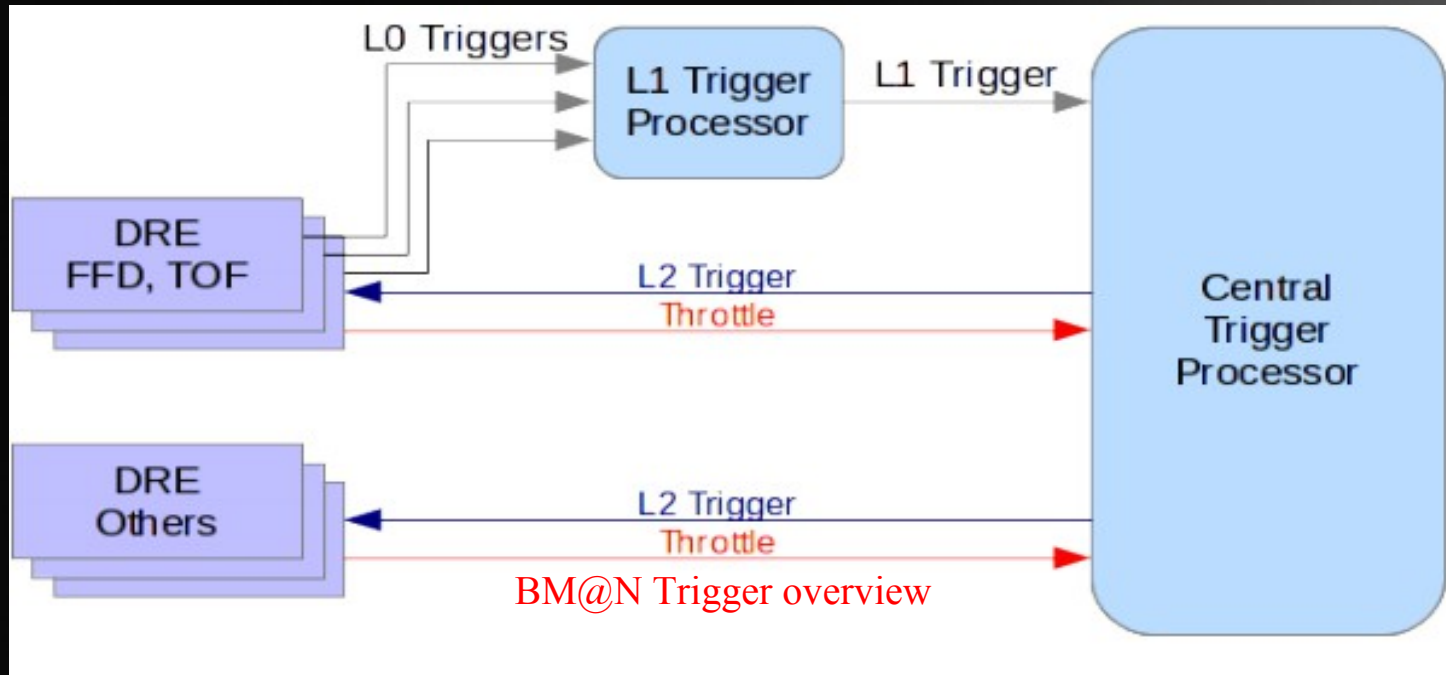 L0 Triggers
L1 Trigger
Processor
L1 Trigger
DRE
FFD, TOF
L2 Trigger
Throttle
Central
Trigger
Processor
DRE
Others
L2 Trigger
Throttle
BM@N Trigger overview